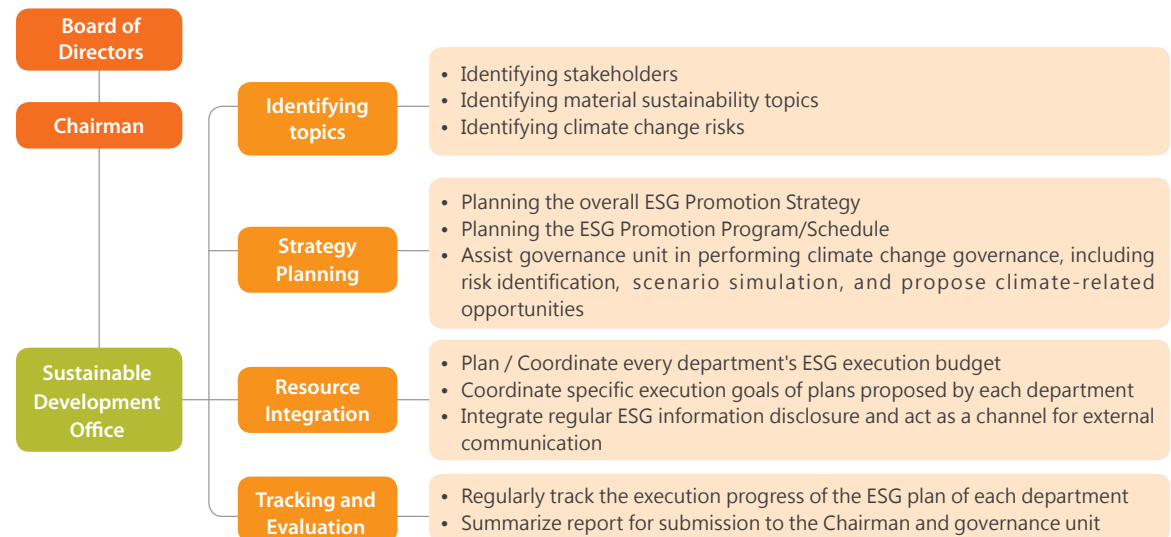 Board of
Directors
Chairman
Sustainable
Development
Office
Identifying
topics
• Identifying stakeholders
• Identifying material sustainability topics
• Identifying climate change risks
Strategy
Planning
• Planning the overall ESG Promotion Strategy
• Planning the ESG Promotion Program/Schedule
• Assist governance unit in performing climate change governance, including
risk identification, scenario simulation, and propose climate-related
opportunities
Resource
Integration
• Plan / Coordinate every department's ESG execution budget
• Coordinate specific execution goals of plans proposed by each department
• Integrate regular ESG information disclosure and act as a channel for external
communication
Tracking and
Evaluation
• Regularly track the execution progress of the ESG plan of each department
• Summarize report for submission to the Chairman and governance unit